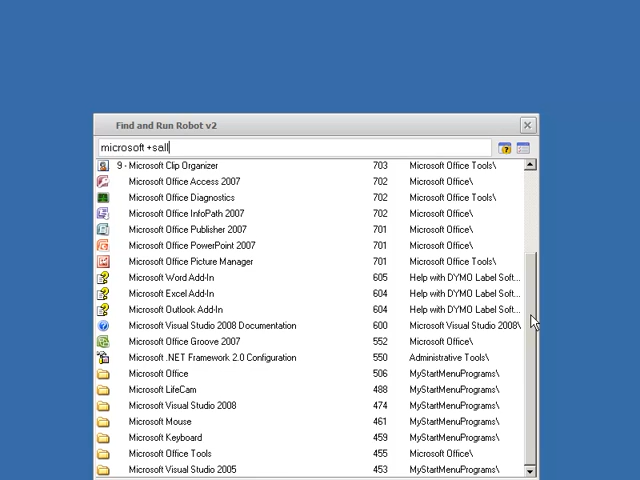 Find and Run Robot v2
microsoft +sall
9 - Microsoft Clip Organizer 703 Microsoft Office Tools\
Microsoft Office Access 2007 702 Microsoft Office\
Microsoft Office Diagnostics 702 Microsoft Office Tools\
Microsoft Office InfoPath 2007 702 Microsoft Office\
Microsoft Office Publisher 2007 701 Microsoft Office\
Microsoft Office PowerPoint 2007 701 Microsoft Office\
Microsoft Office Picture Manager 701 Microsoft Office Tools\
Microsoft Word Add-In 605 Help with DYMO Label Soft...
Microsoft Excel Add-In 604 Help with DYMO Label Soft...
Microsoft Outlook Add-In 604 Help with DYMO Label Soft...
Microsoft Visual Studio 2008 Documentation 600 Microsoft Visual Studio 2008\
Microsoft Office Groove 2007 552 Microsoft Office\
Microsoft .NET Framework 2.0 Configuration 550 Administrative Tools\
Microsoft Office 506 MyStartMenuPrograms\
Microsoft LifeCam 488 MyStartMenuPrograms\
Microsoft Visual Studio 2008 474 MyStartMenuPrograms\
Microsoft Mouse 461 MyStartMenuPrograms\
Microsoft Keyboard 459 MyStartMenuPrograms\
Microsoft Office Tools 455 Microsoft Office\
Microsoft Visual Studio 2005 453 MyStartMenuPrograms\